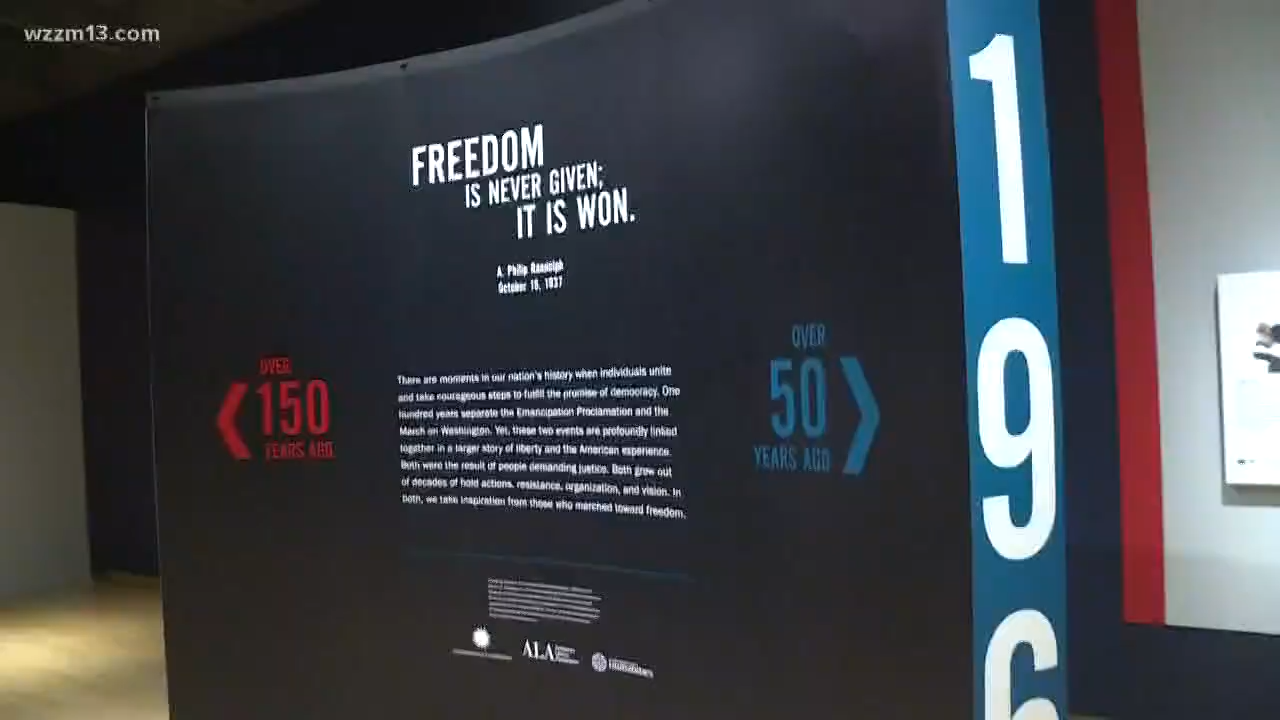 wzzm13.com
FREEDOM
IS NEVER GIVEN;
IT IS WON.
A. Philip Randolph
October 16, 1937
OVER
150
YEARS AGO
There are moments in our nation's history when individuals unite
and take courageous steps to fulfill the promise of democracy. One
hundred years separate the Emancipation Proclamation and the
March on Washington. Yet, these two events are profoundly linked
together in a larger story of liberty and the American experience.
Both were the result of people demanding justice. Both grew out
of decades of bold actions, resistance, organization, and vision. In
both, we take inspiration from those who marched toward freedom.
OVER
50
YEARS AGO
ALA
1
9
6